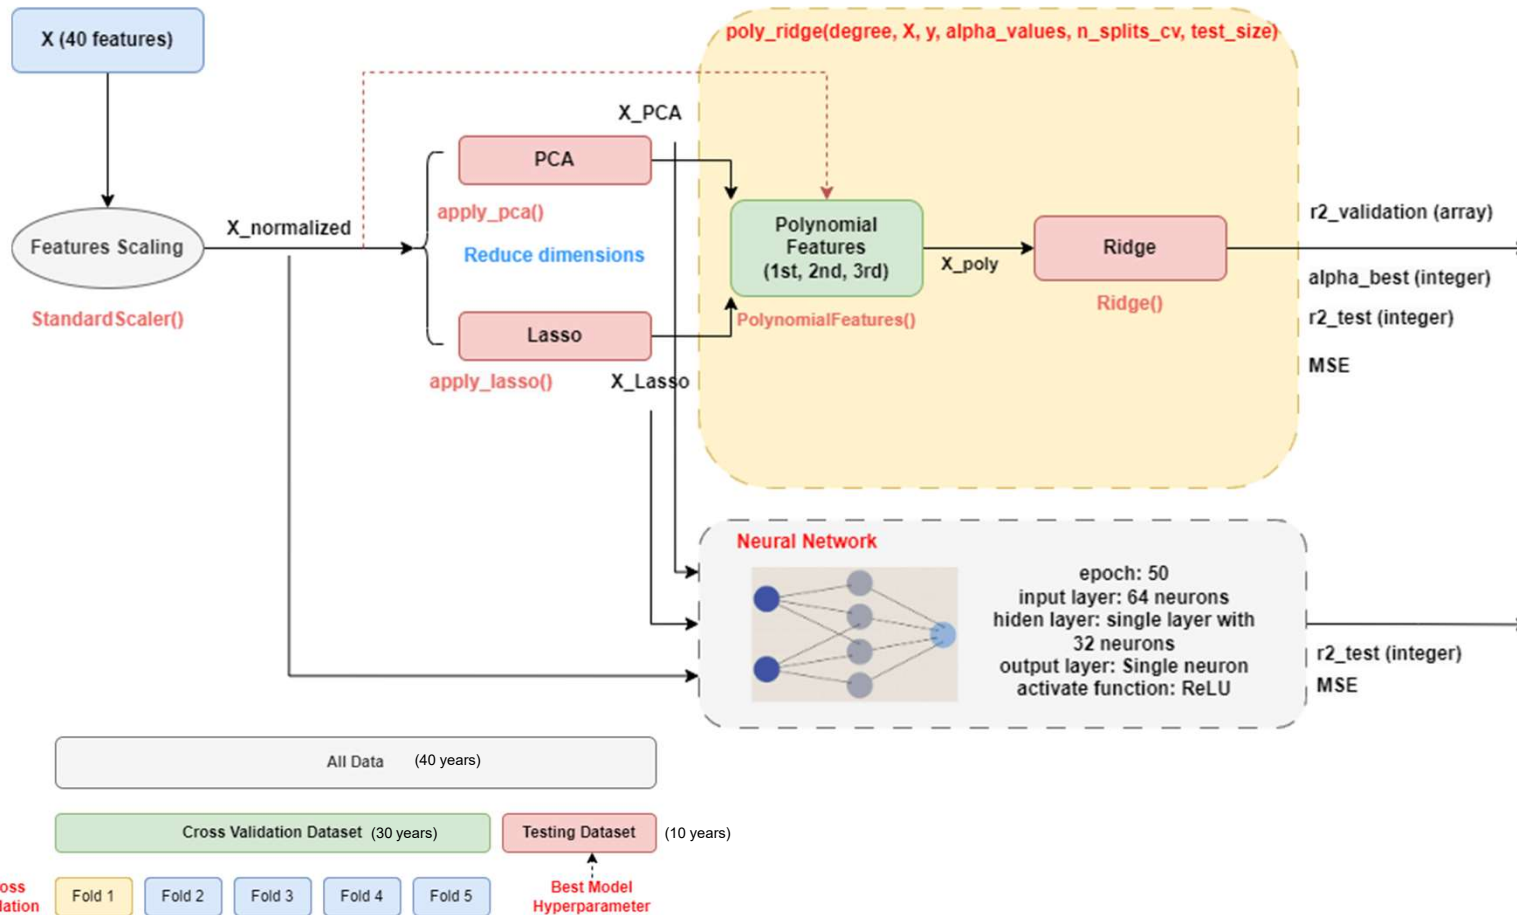 X (40 features)
poly_ridge(degree, X, y, alpha_values, n_splits_cv, test_size)
X_PCA
PCA
apply_pca()
X_normalized
Features Scaling
StandardScaler()
Reduce dimensions
Lasso
apply_lasso()
X_Lasso
Polynomial
Features
(1st, 2nd, 3rd)
PolynomialFeatures()
X_poly
Ridge
Ridge()
r2_validation (array)
alpha_best (integer)
r2_test (integer)
MSE
Neural Network
epoch: 50
input layer: 64 neurons
hiden layer: single layer with
32 neurons
output layer: Single neuron
activate function: ReLU
r2_test (integer)
MSE
All Data (40 years)
Cross Validation Dataset (30 years)
Testing Dataset (10 years)
oss
lation
Fold 1
Fold 2
Fold 3
Fold 4
Fold 5
Best Model
Hyperparameter